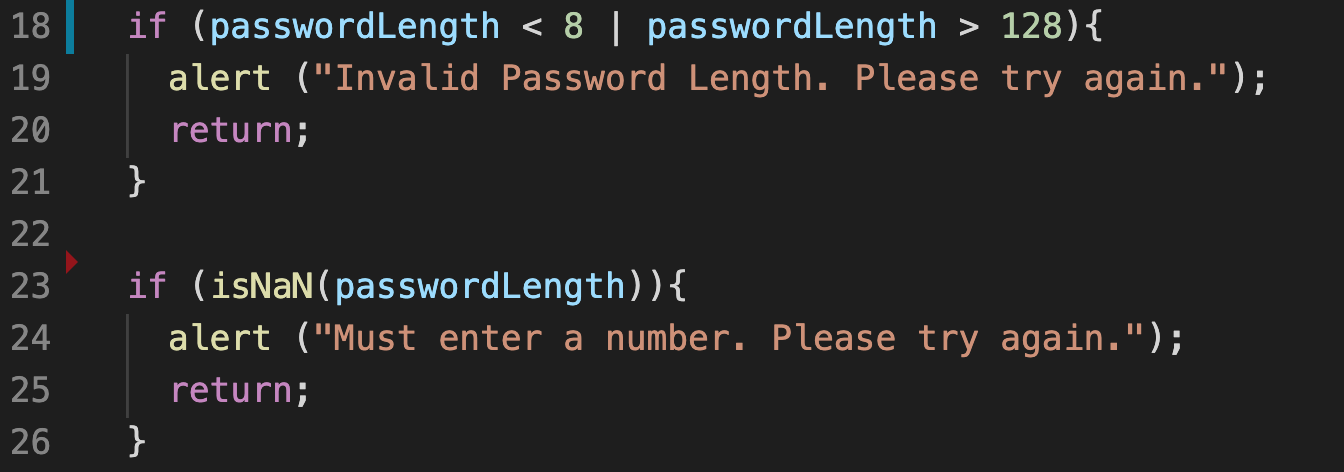 18 if (passwordLength < 8 | passwordLength > 128){
19 alert ("Invalid Password Length. Please try again.");
20 return;
21 }
22
23 if (isNaN(passwordLength)){
24 alert ("Must enter a number. Please try again.");
25 return;
26 }